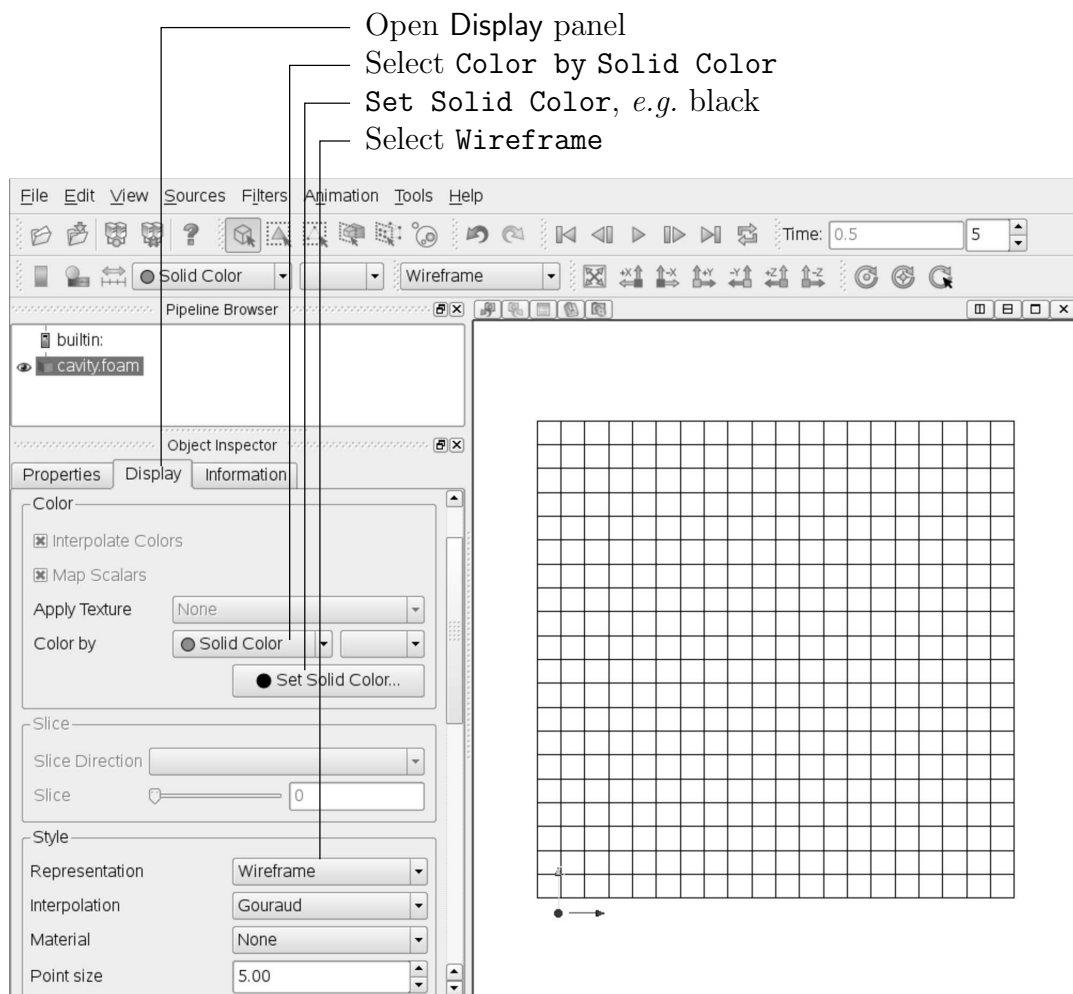 Open Display panel
Select Color by Solid Color
Set Solid Color, e.g. black
Select Wireframe
File Edit View Sources Filters Animation Tools Help
Time: 0.5 5
Solid Color Wireframe
+X -X +Y -Y +Z -Z
Pipeline Browser
builtin:
cavity.foam
Object Inspector
Properties Display Information
Color
Interpolate Colors
Map Scalars
Apply Texture None
Color by Solid Color
Set Solid Color...
Slice
Slice Direction
Slice 0
Style
Representation Wireframe
Interpolation Gouraud
Material None
Point size 5.00